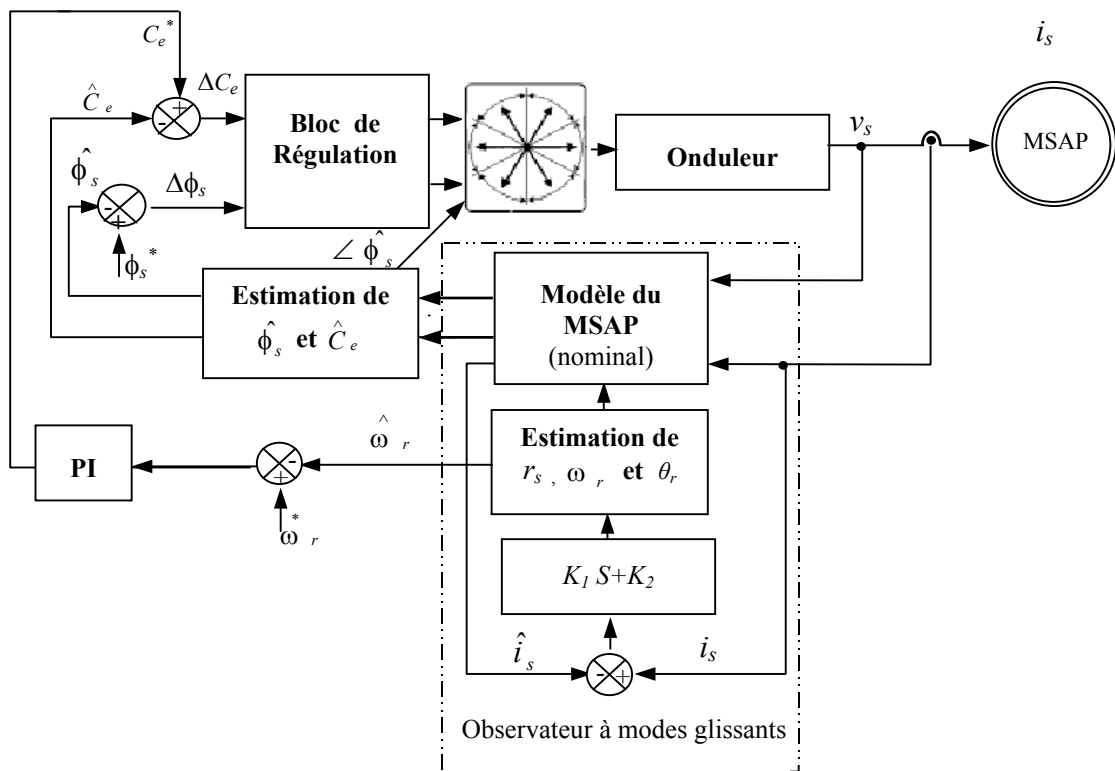 C_e^*
i_s
Ĉ_e
ΔC_e
-
+
Bloc de
Régulation
Onduleur
v_s
MSAP
ϕ̂_s
Δϕ_s
-
+
ϕ_s^*
∠ ϕ̂_s
Estimation de
ϕ̂_s et Ĉ_e
Modèle du
MSAP
(nominal)
PI
ω̂_r
-
+
ω_r^*
Estimation de
r_s , ω_r et θ_r
K_1 S+K_2
î_s
i_s
-
+
Observateur à modes glissants